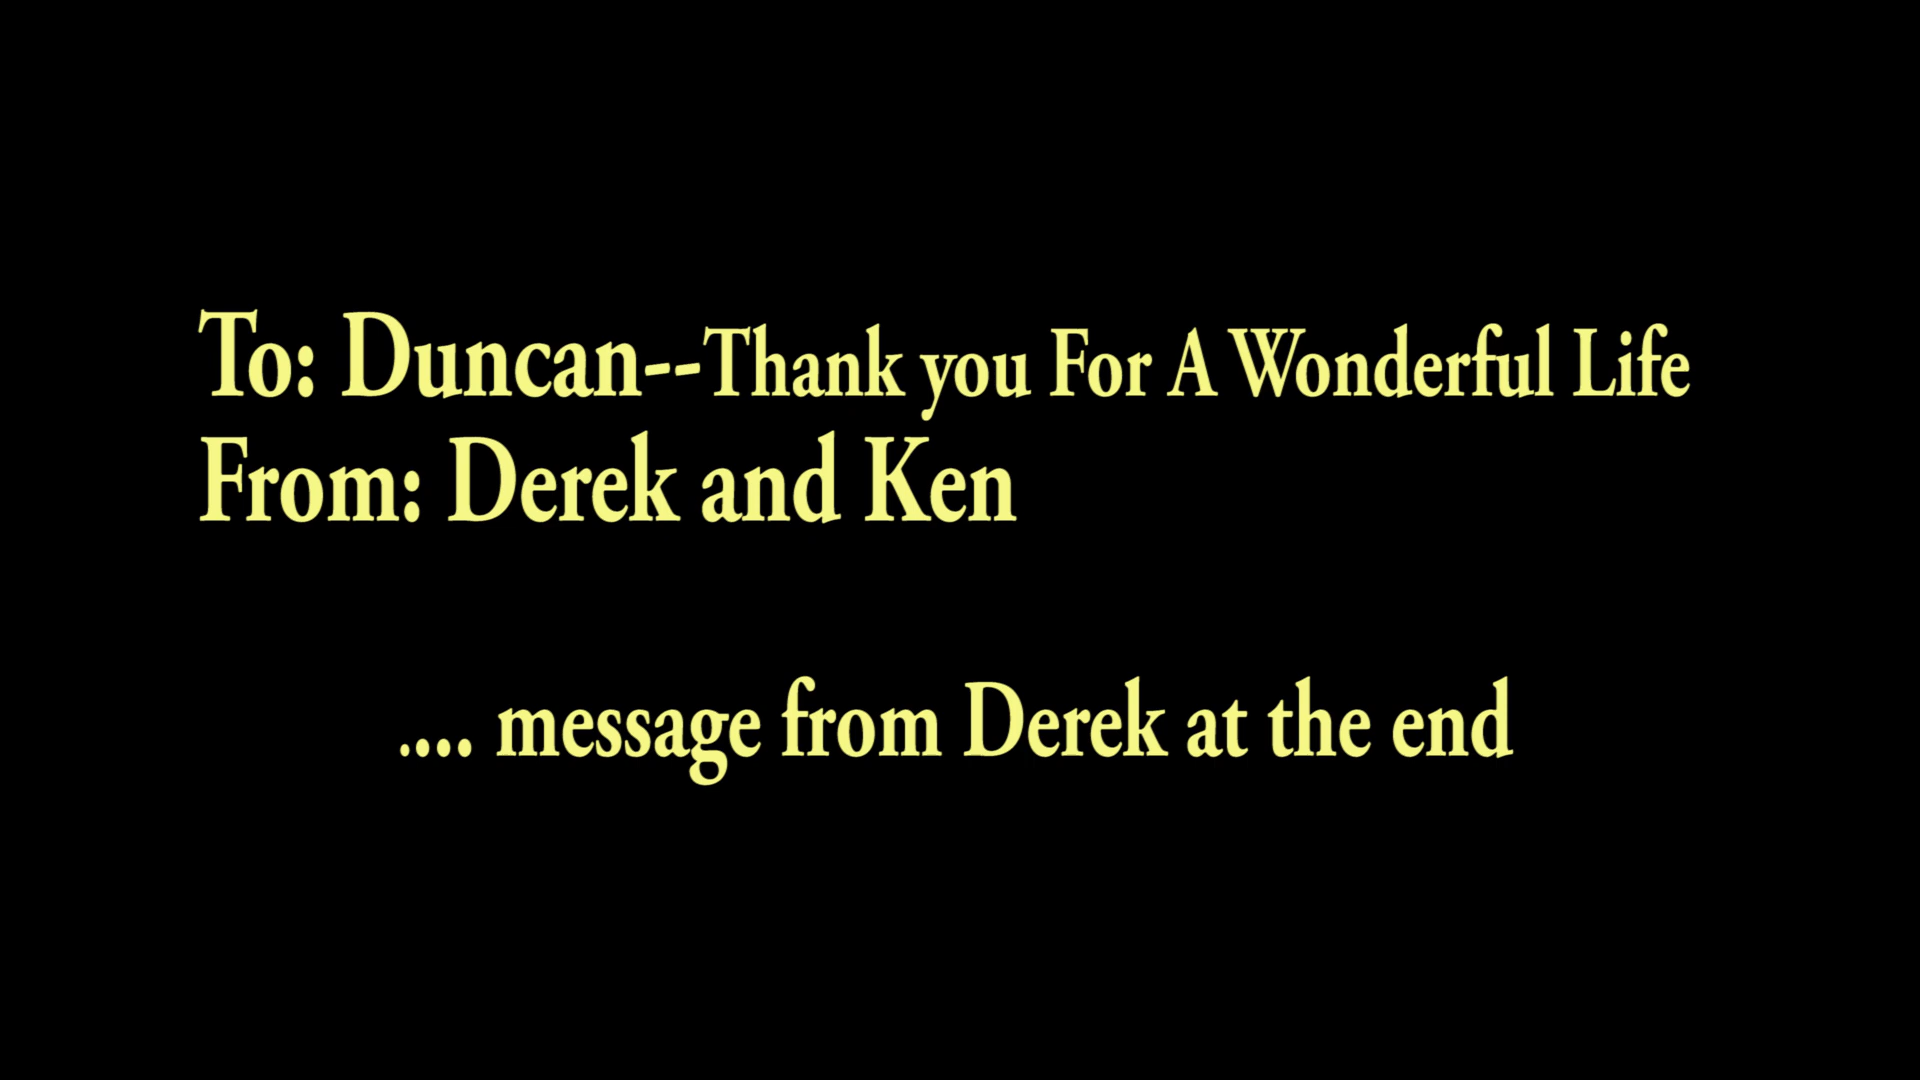 To: Duncan--Thank you For A Wonderful Life
From: Derek and Ken
.... message from Derek at the end